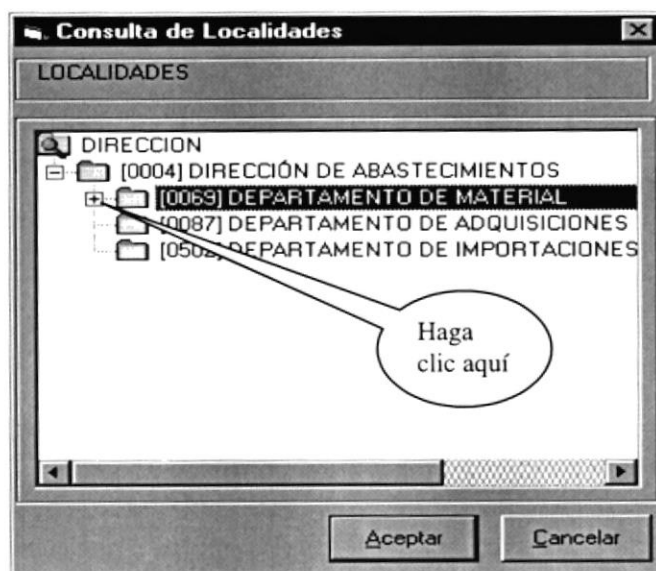 Consulta de Localidades
LOCALIDADES
DIRECCION
[0004] DIRECCIÓN DE ABASTECIMIENTOS
[0069] DEPARTAMENTO DE MATERIAL
[0087] DEPARTAMENTO DE ADQUISICIONES
[0502] DEPARTAMENTO DE IMPORTACIONES
Haga
clic aquí
Aceptar
Cancelar